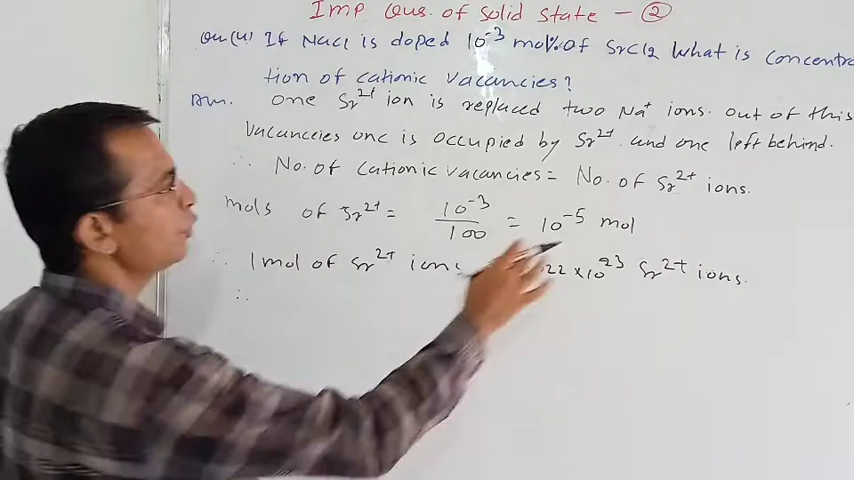 Imp Ques. of Solid State - ②
Qu(4) If NaCl is doped 10⁻³ mol% of SrCl₂ What is concentra
tion of cationic vacancies?
Ans. one Sr²⁺ ion is replaced two Na⁺ ions. out of this
vacanceies one is occupied by Sr²⁺ and one left behind.
∴ No. of cationic vacancies = No. of Sr²⁺ ions.
mols of Sr²⁺ = 10⁻³/100 = 10⁻⁵ mol
∴ 1 mol of Sr²⁺ ions 22 × 10²³ Sr²⁺ ions.
∴